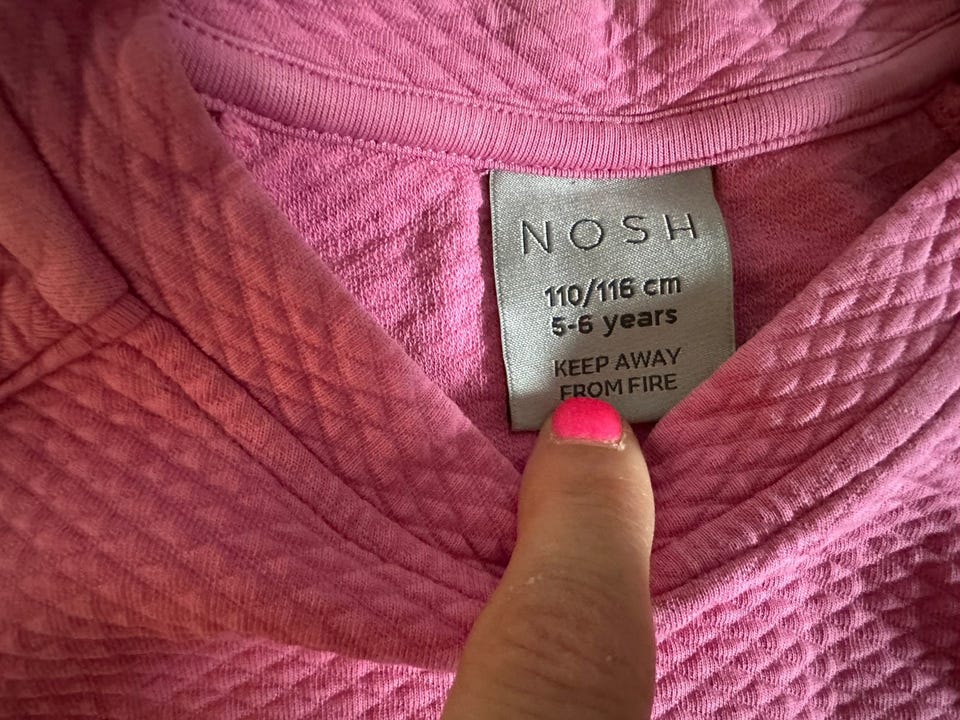 NOSH
110/116 cm
5-6 years
KEEP AWAY
FROM FIRE